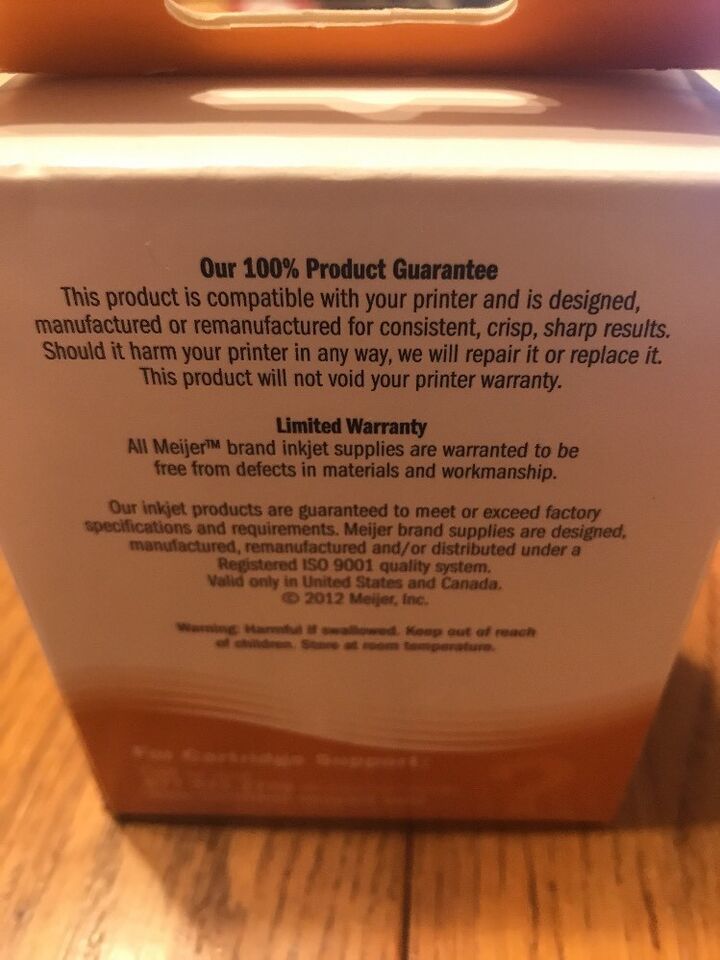 Our 100% Product Guarantee
This product is compatible with your printer and is designed,
manufactured or remanufactured for consistent, crisp, sharp results.
Should it harm your printer in any way, we will repair it or replace it.
This product will not void your printer warranty.
Limited Warranty
All Meijer™ brand inkjet supplies are warranted to be
free from defects in materials and workmanship.
Our inkjet products are guaranteed to meet or exceed factory
specifications and requirements. Meijer brand supplies are designed,
manufactured, remanufactured and/or distributed under a
Registered ISO 9001 quality system.
Valid only in United States and Canada.
© 2012 Meijer, Inc.
Warning: Harmful if swallowed. Keep out of reach
of children. Store at room temperature.
For Cartridge Support: